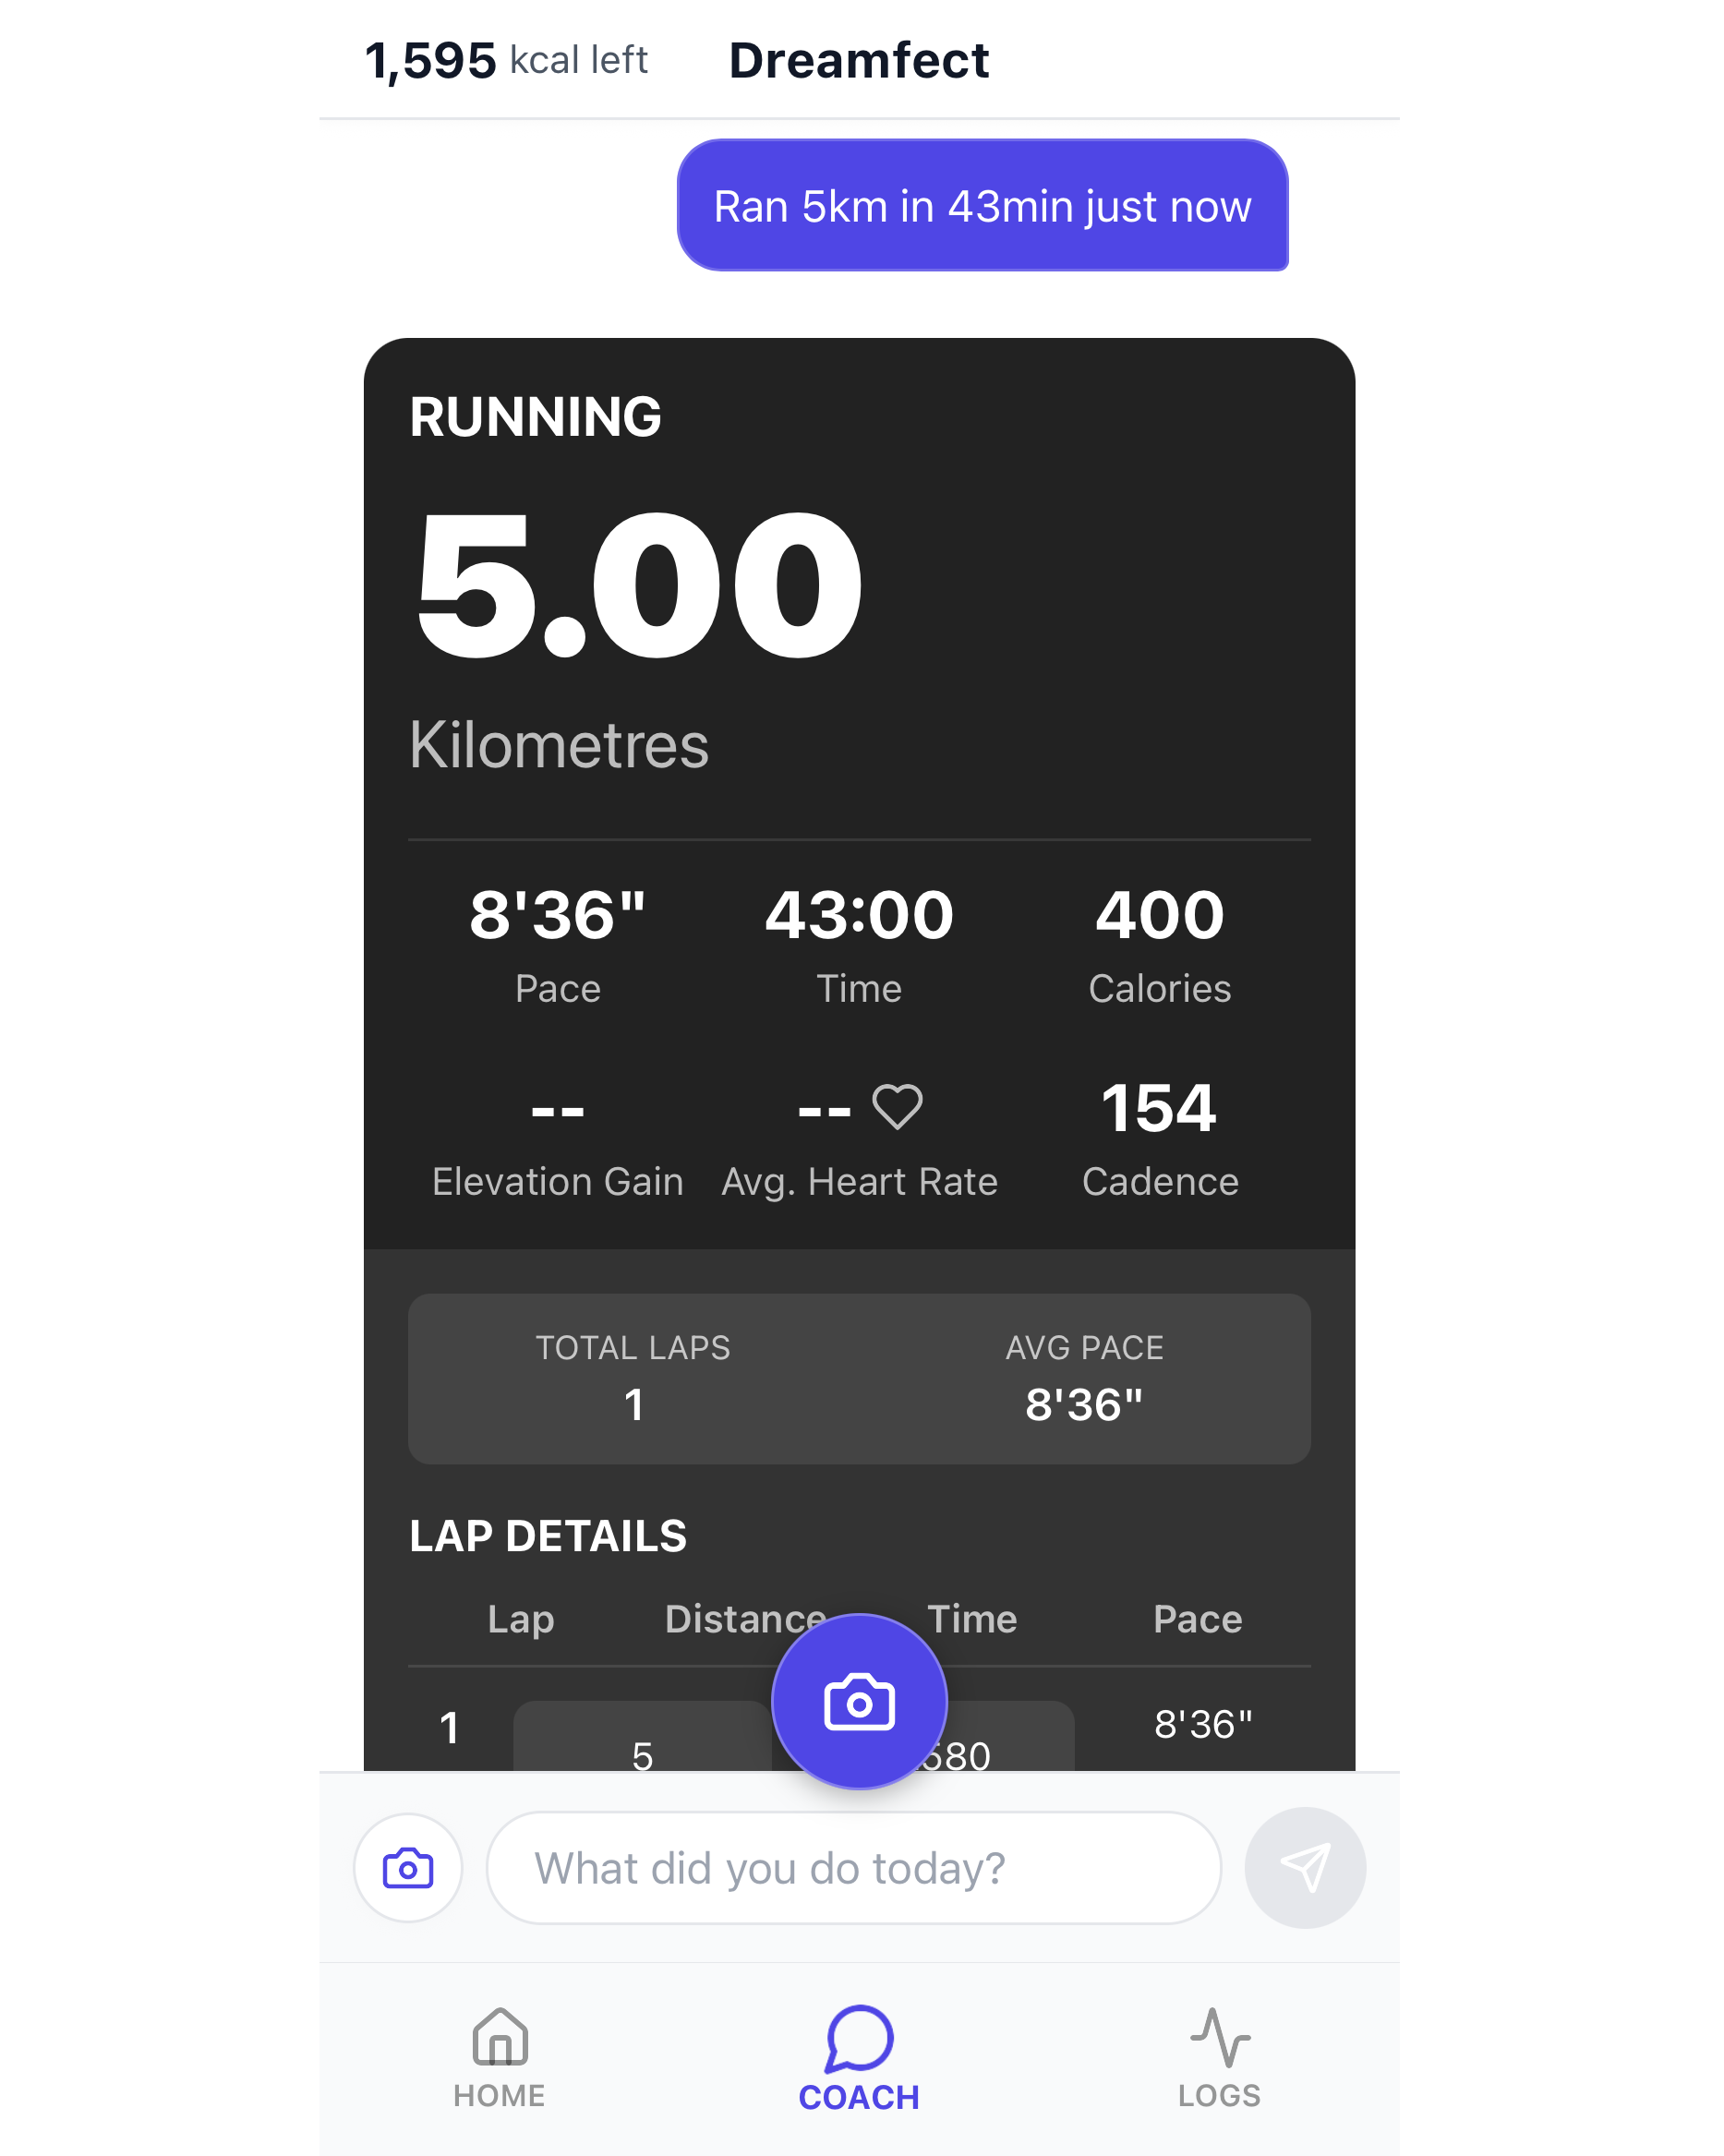 1,595 kcal left Dreamfect
Ran 5km in 43min just now
RUNNING
5.00
Kilometres
8'36" 43:00 400
Pace Time Calories
-- -- 154
Elevation Gain Avg. Heart Rate Cadence
TOTAL LAPS AVG PACE
1 8'36"
LAP DETAILS
Lap Distance Time Pace
1 5 8'36"
What did you do today?
HOME COACH LOGS